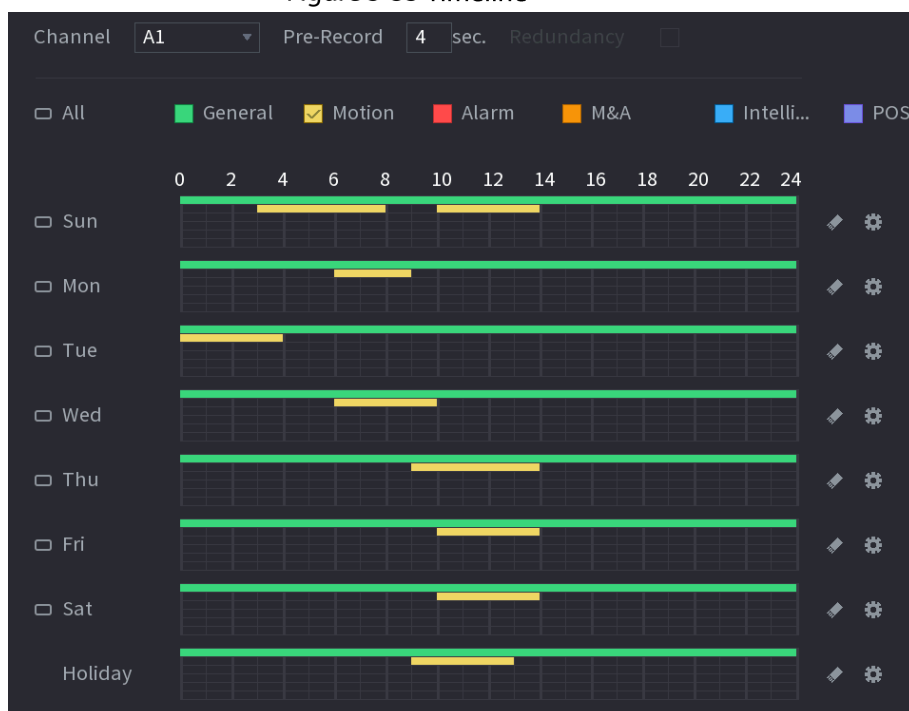 Channel A1 Pre-Record 4 sec. Redundancy
All General Motion Alarm M&A Intelli... POS
0 2 4 6 8 10 12 14 16 18 20 22 24
Sun
Mon
Tue
Wed
Thu
Fri
Sat
Holiday